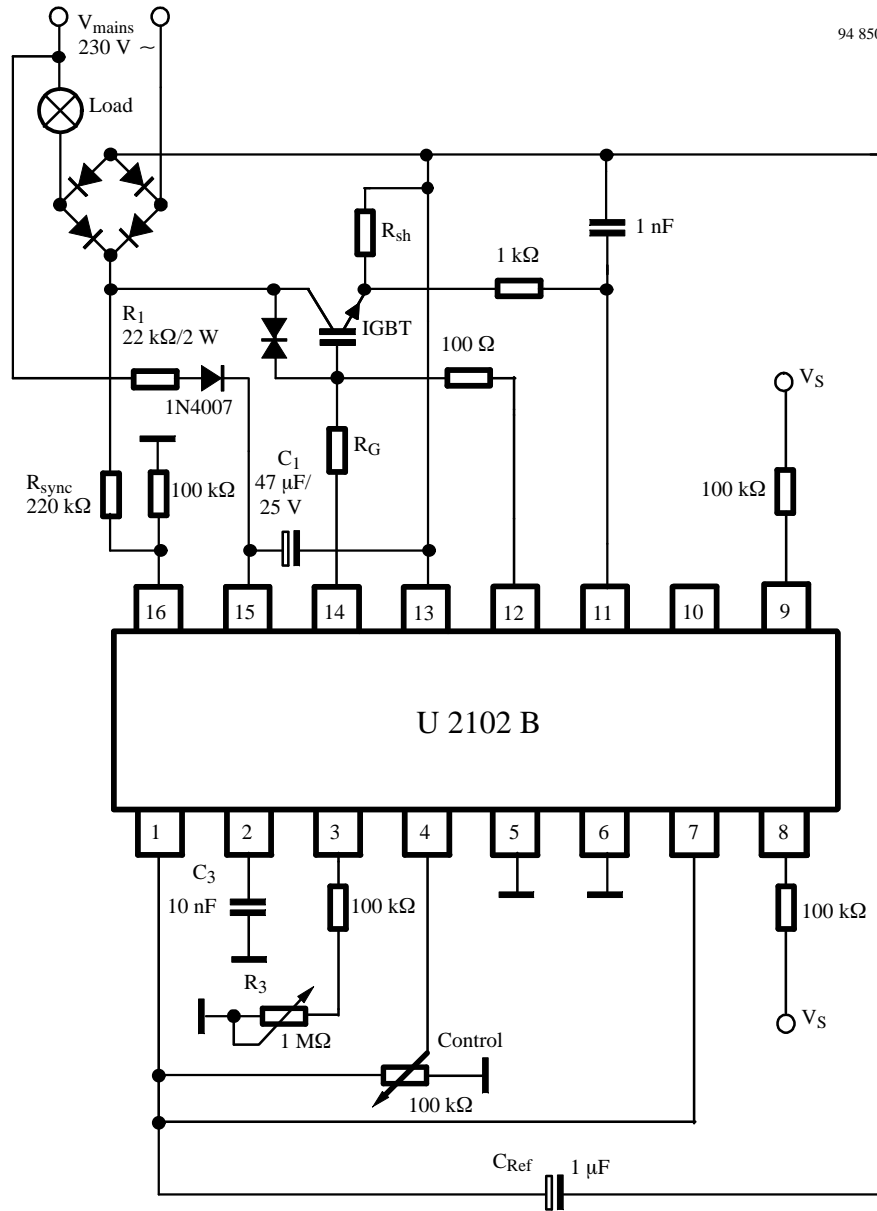 V_mains
230 V ~
94 850
Load
R_sh
1 nF
1 kΩ
R_1
22 kΩ/2 W
IGBT
100 Ω
V_S
1N4007
R_G
C_1
47 µF/
25 V
R_sync
220 kΩ
100 kΩ
100 kΩ
16 15 14 13 12 11 10 9
U 2102 B
1 2 3 4 5 6 7 8
C_3
10 nF
100 kΩ
100 kΩ
R_3
1 MΩ
V_S
Control
100 kΩ
C_Ref
1 µF